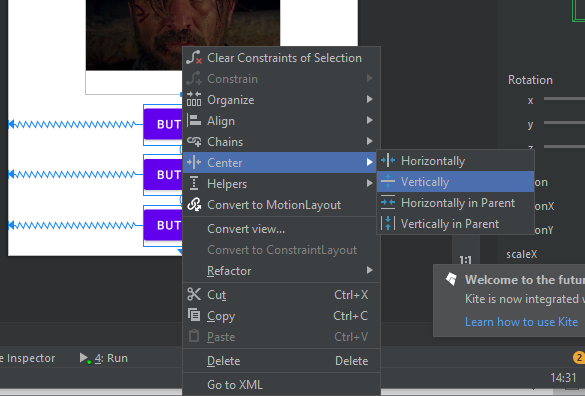 Clear Constraints of Selection
Constrain
Organize
Align
Chains
Center
Helpers
Convert to MotionLayout
Convert view...
Convert to ConstraintLayout
Refactor
Cut Ctrl+X
Copy Ctrl+C
Paste Ctrl+V
Delete Delete
Go to XML
Horizontally
Vertically
Horizontally in Parent
Vertically in Parent
BUT
BUT
BUT
Rotation
x
y
scaleX
1:1
Welcome to the futu
Kite is now integrated
Learn how to use Kite
Inspector
4: Run
2
14:31